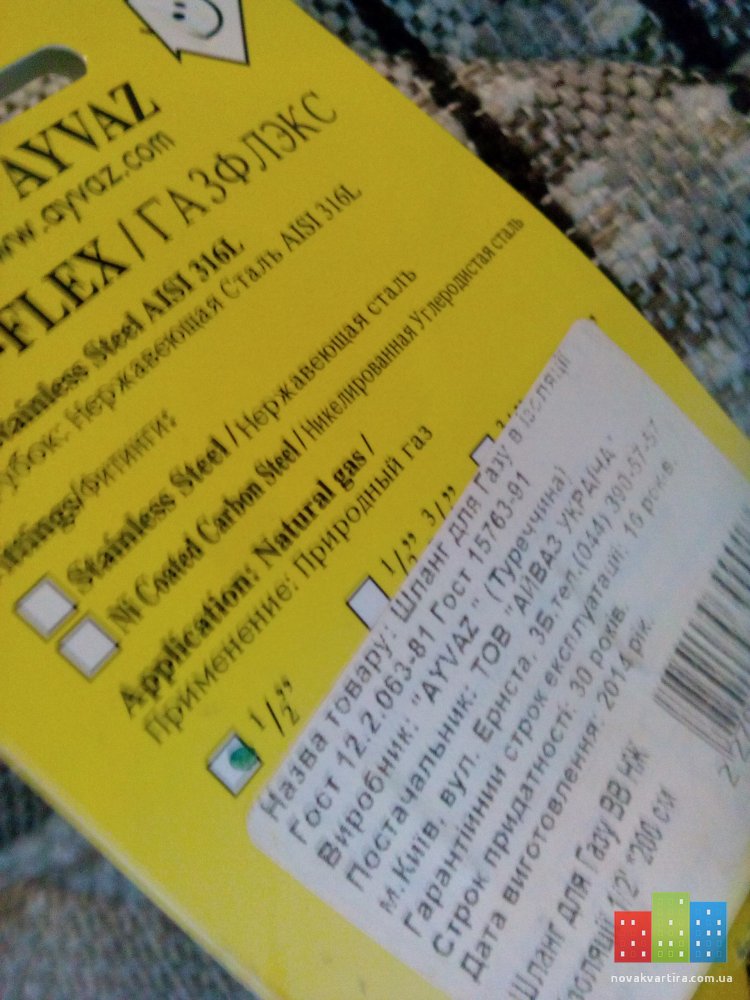 AYVAZ
www.ayvaz.com
-FLEX / ГАЗФЛЭКС
Stainless Steel AISI 316L
Нержавеющая Сталь AISI 316L
Fittings/Фитинги:
Stainless Steel / Нержавеющая сталь
Ni Coated Carbon Steel / Никелированная Углеродистая сталь
Application: Natural gas /
Применение: Природный газ
1/2"
1/2" 3/"
Назва товару: Шланг для Газу в ізоляції
Гост 12.2.063-81 Гост 15763-91
Виробник: "AYVAZ" (Туреччина)
Постачальник: ТОВ "АЙВАЗ УКРАЇНА"
м.Київ, вул. Ернста, 3Б.тел.(044) 390-57-57
Гарантійний строк експлуатації: 16 років.
Строк придатності: 30 років.
Дата виготовлення: 2014 рік.
Шланг для Газу ВВ нж
ізоляції 1/2" *200 см
novakvartira.com.ua